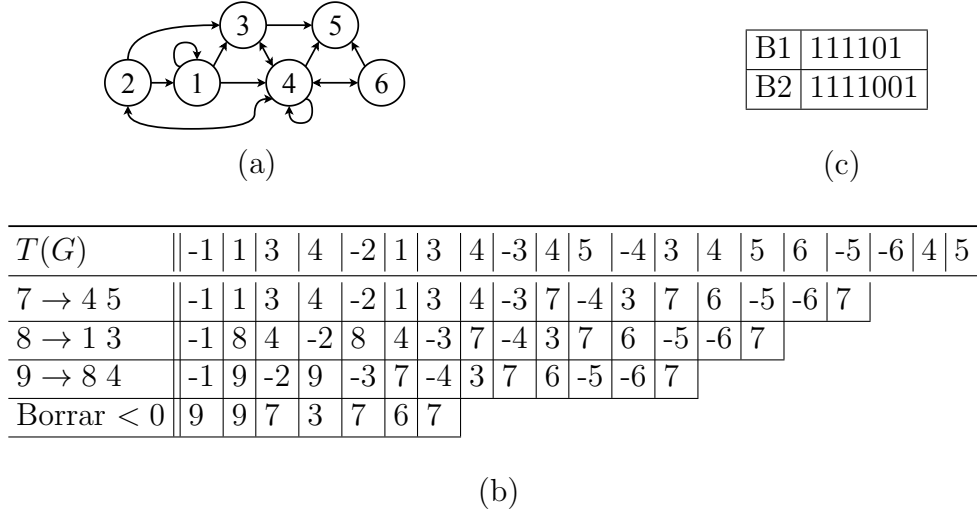 3 5
2 1 4 6
(a)
B1 111101
B2 1111001
(c)
T(G) -1 1 3 4 -2 1 3 4 -3 4 5 -4 3 4 5 6 -5 -6 4 5
7 → 4 5 -1 1 3 4 -2 1 3 4 -3 7 -4 3 7 6 -5 -6 7
8 → 1 3 -1 8 4 -2 8 4 -3 7 -4 3 7 6 -5 -6 7
9 → 8 4 -1 9 -2 9 -3 7 -4 3 7 6 -5 -6 7
Borrar < 0 9 9 7 3 7 6 7
(b)